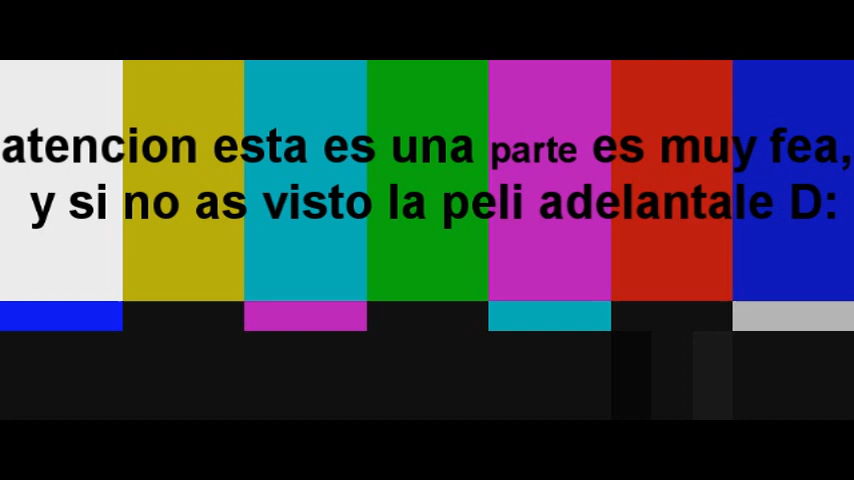 atencion esta es una parte es muy fea,
y si no as visto la peli adelantale D: